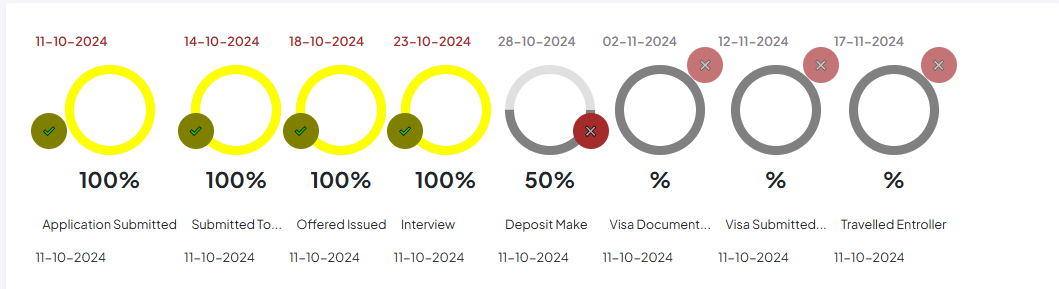 11-10-2024 14-10-2024 18-10-2024 23-10-2024 28-10-2024 02-11-2024 12-11-2024 17-11-2024
100% 100% 100% 100% 50% % % %
Application Submitted Submitted To... Offered Issued Interview Deposit Make Visa Document... Visa Submitted... Travelled Entroller
11-10-2024 11-10-2024 11-10-2024 11-10-2024 11-10-2024 11-10-2024 11-10-2024 11-10-2024